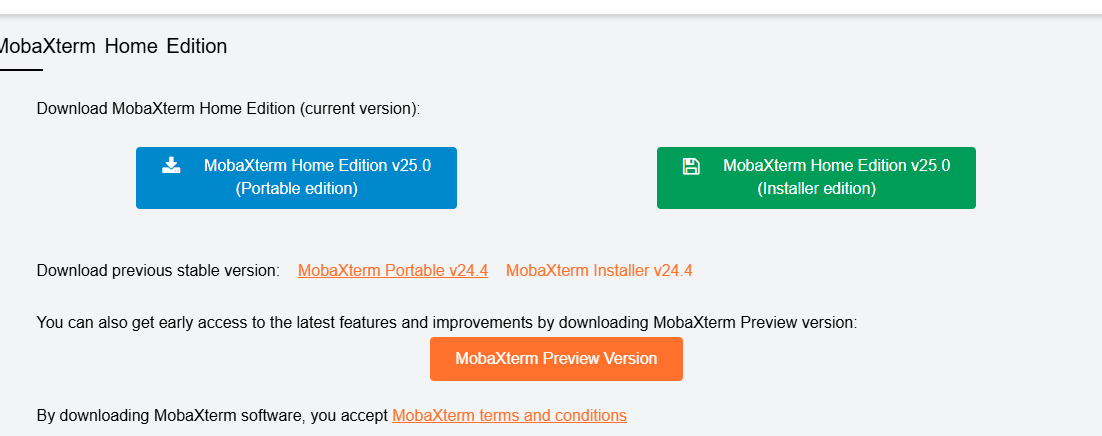 MobaXterm Home Edition
Download MobaXterm Home Edition (current version):
MobaXterm Home Edition v25.0
(Portable edition)
MobaXterm Home Edition v25.0
(Installer edition)
Download previous stable version: MobaXterm Portable v24.4 MobaXterm Installer v24.4
You can also get early access to the latest features and improvements by downloading MobaXterm Preview version:
MobaXterm Preview Version
By downloading MobaXterm software, you accept MobaXterm terms and conditions